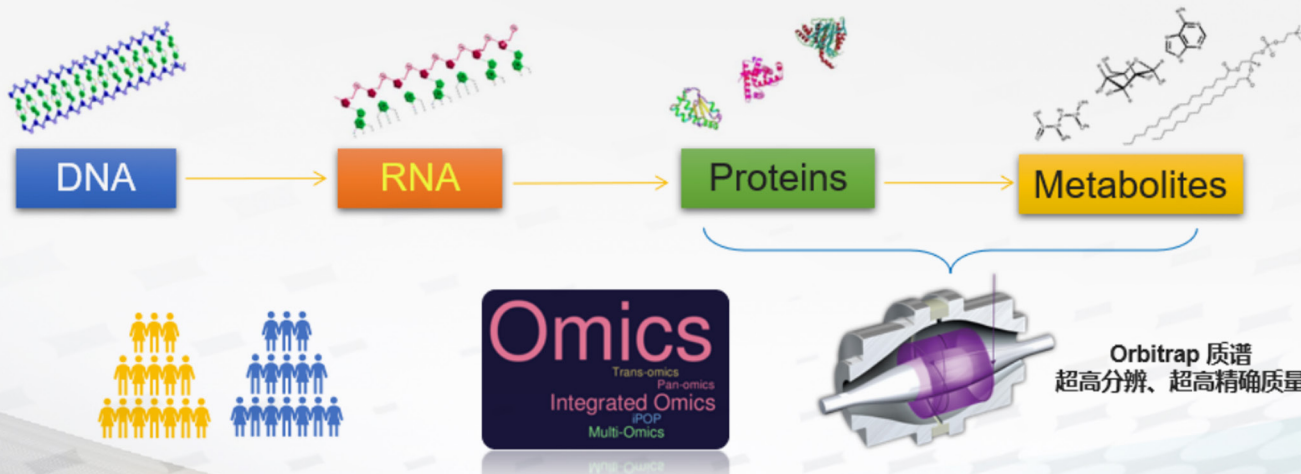 DNA
RNA
Proteins
Metabolites
Omics
Trans-omics
Pan-omics
Integrated Omics
iPOP
Multi-Omics
Orbitrap 质谱
超高分辨、超高精确质量